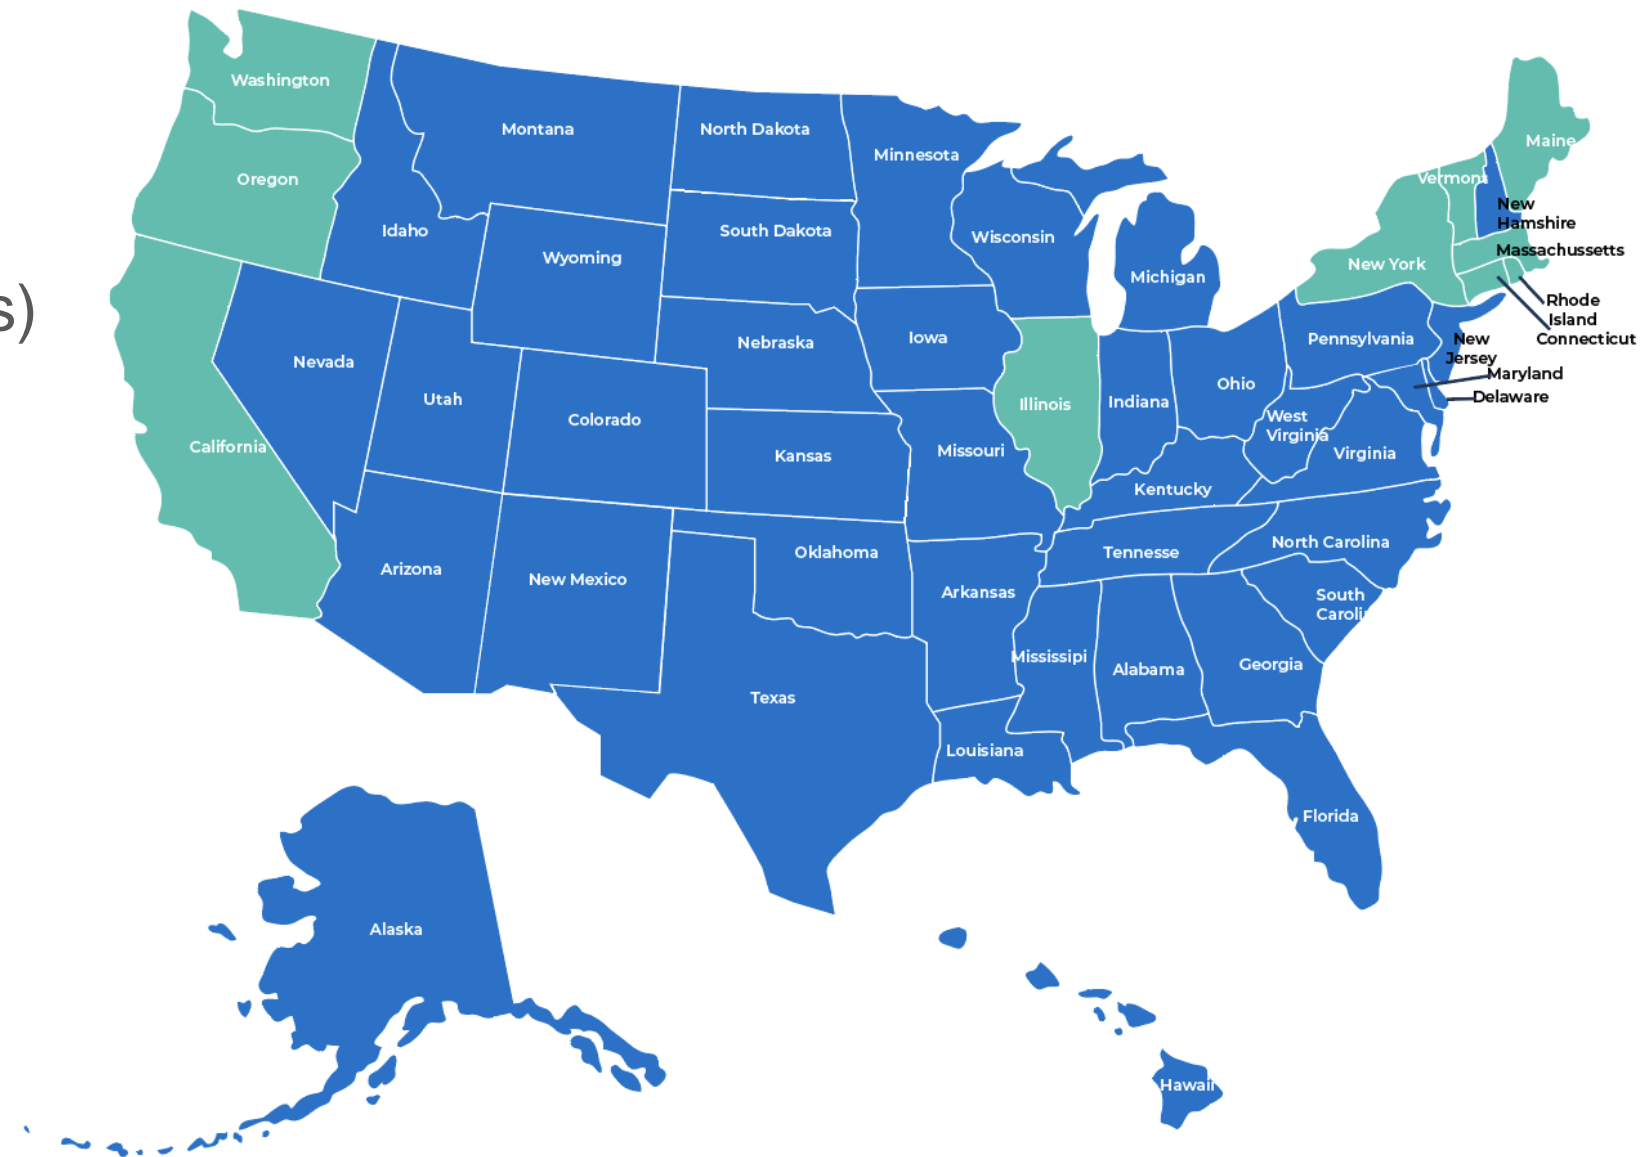 Washington
Montana
North Dakota
Minnesota
Maine
Oregon
Vermont
New
Hamshire
Idaho
South Dakota
Wisconsin
Massachussetts
Wyoming
New York
Michigan
s)
Rhode
Island
Connecticut
Nebraska
Iowa
Pennsylvania
New
Jersey
Nevada
Maryland
Ohio
Delaware
Utah
Illinois
Indiana
Colorado
West
Virginia
California
Kansas
Missouri
Virginia
Kentucky
North Carolina
Oklahoma
Tennesse
Arizona
New Mexico
Arkansas
South
Carolin
Mississipi
Alabama
Georgia
Texas
Louisiana
Florida
Alaska
Hawaii